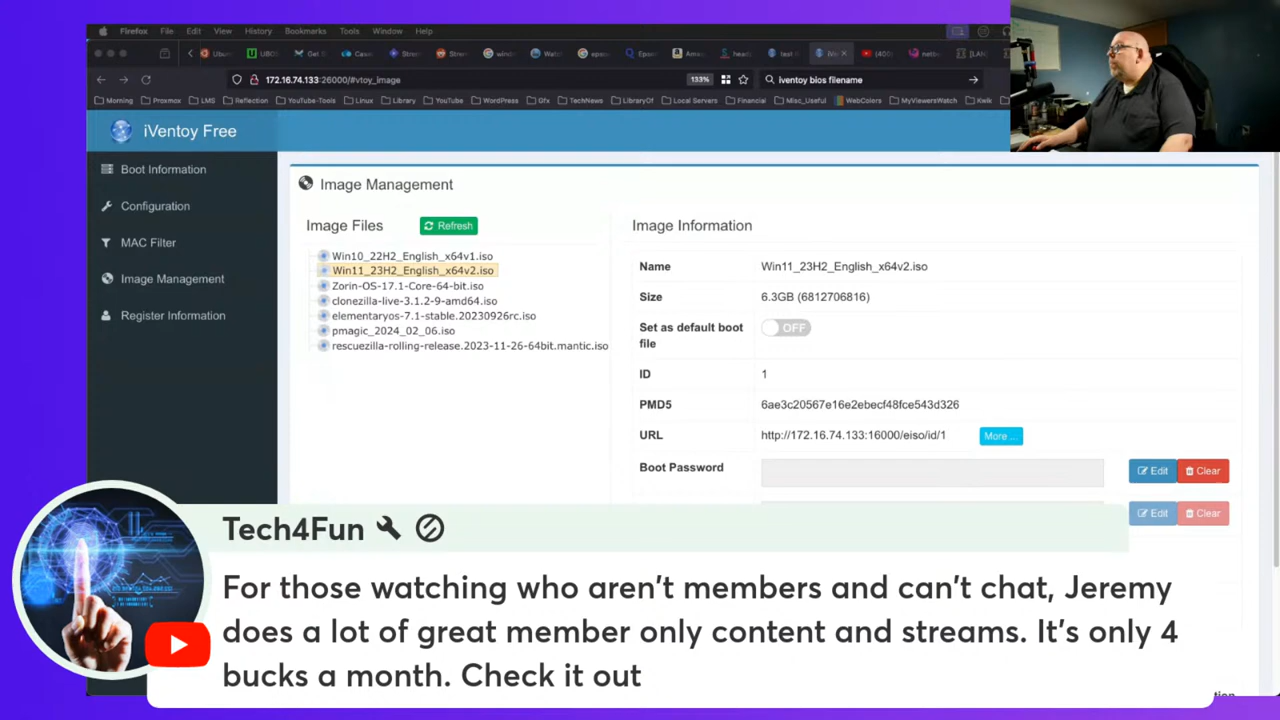 Firefox File Edit View History Bookmarks Tools Window Help
172.16.74.133:26000/#vtoy_image
133%
iventoy bios filename
Morning Proxmox LMS Reflection YouTube-Tools Linux Library YouTube WordPress Gfx TechNews LibraryOf Local Servers Financial Misc_Useful WebColers MyViewersWatch Kwik
iVentoy Free
Boot Information
Configuration
MAC Filter
Image Management
Register Information
Image Management
Image Files
Refresh
Win10_22H2_English_x64v1.iso
Win11_23H2_English_x64v2.iso
Zorin-OS-17.1-Core-64-bit.iso
clonezilla-live-3.1.2-9-amd64.iso
elementaryos-7.1-stable.20230926rc.iso
pmagic_2024_02_06.iso
rescuezilla-rolling-release.2023-11-26-64bit.mantic.iso
Image Information
Name Win11_23H2_English_x64v2.iso
Size 6.3GB (6812706816)
Set as default boot
file
OFF
ID 1
PMD5 6ae3c20567e16e2ebecf48fce543d326
URL http://172.16.74.133:16000/eiso/id/1 More ...
Boot Password Edit Clear
Edit Clear
Tech4Fun
For those watching who aren't members and can't chat, Jeremy
does a lot of great member only content and streams. It's only 4
bucks a month. Check it out